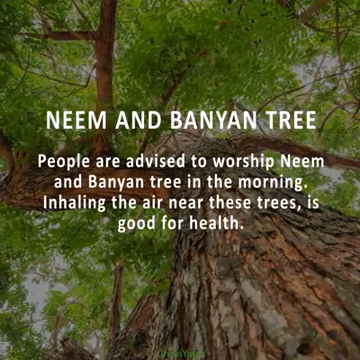 NEEM AND BANYAN TREE
People are advised to worship Neem
and Banyan tree in the morning.
Inhaling the air near these trees, is
good for health.